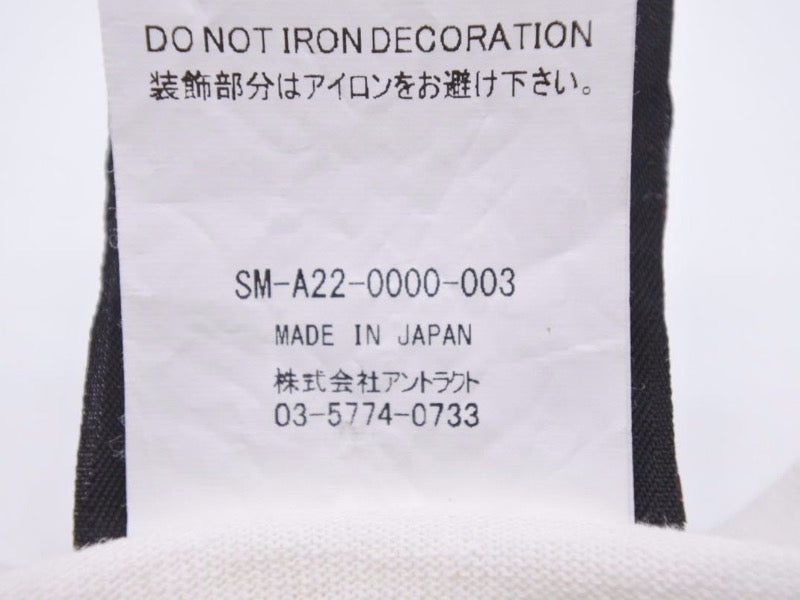 DO NOT IRON DECORATION
装飾部分はアイロンをお避け下さい。
SM-A22-0000-003
MADE IN JAPAN
株式会社アントラクト
03-5774-0733